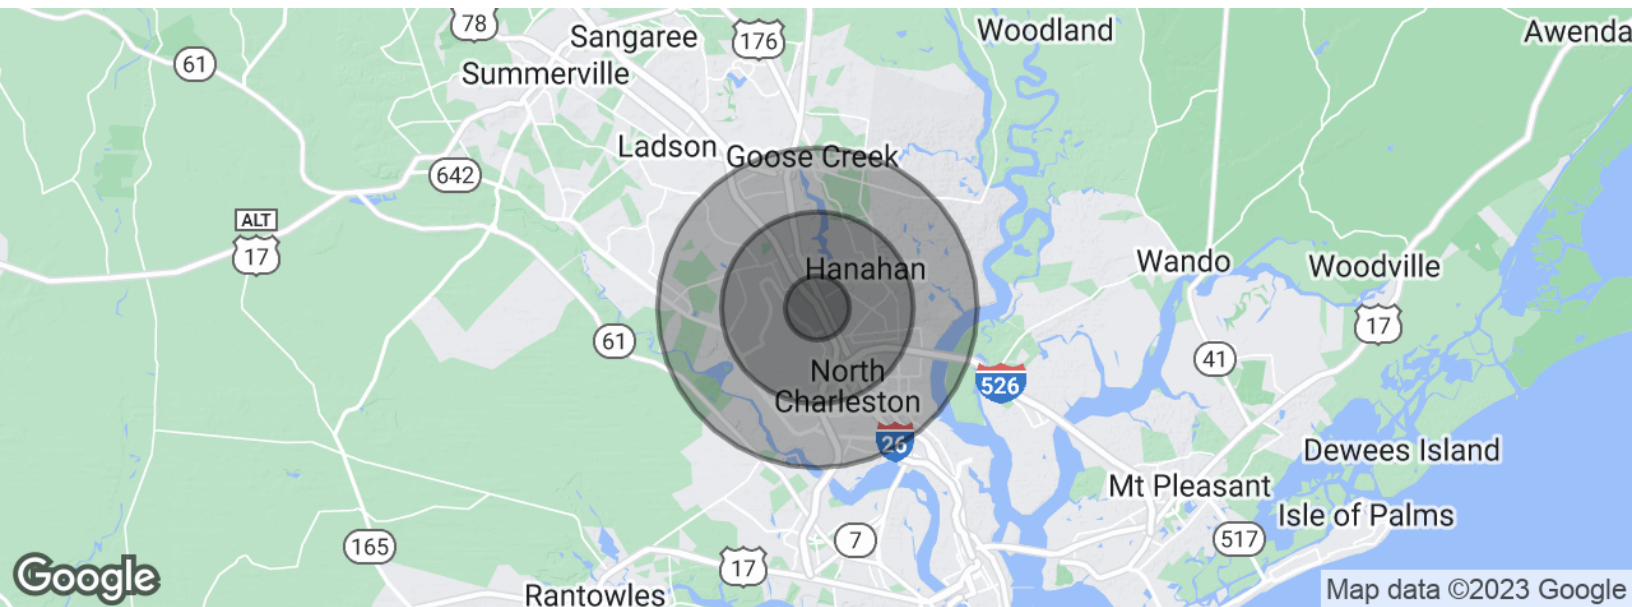 78
Sangaree
176
Woodland
Awenda
61
Summerville
Ladson
Goose Creek
642
ALT
17
Hanahan
Wando
Woodville
17
61
41
North
Charleston
526
26
Dewees Island
Mt Pleasant
Isle of Palms
165
7
517
17
Google
Rantowles
Map data ©2023 Google